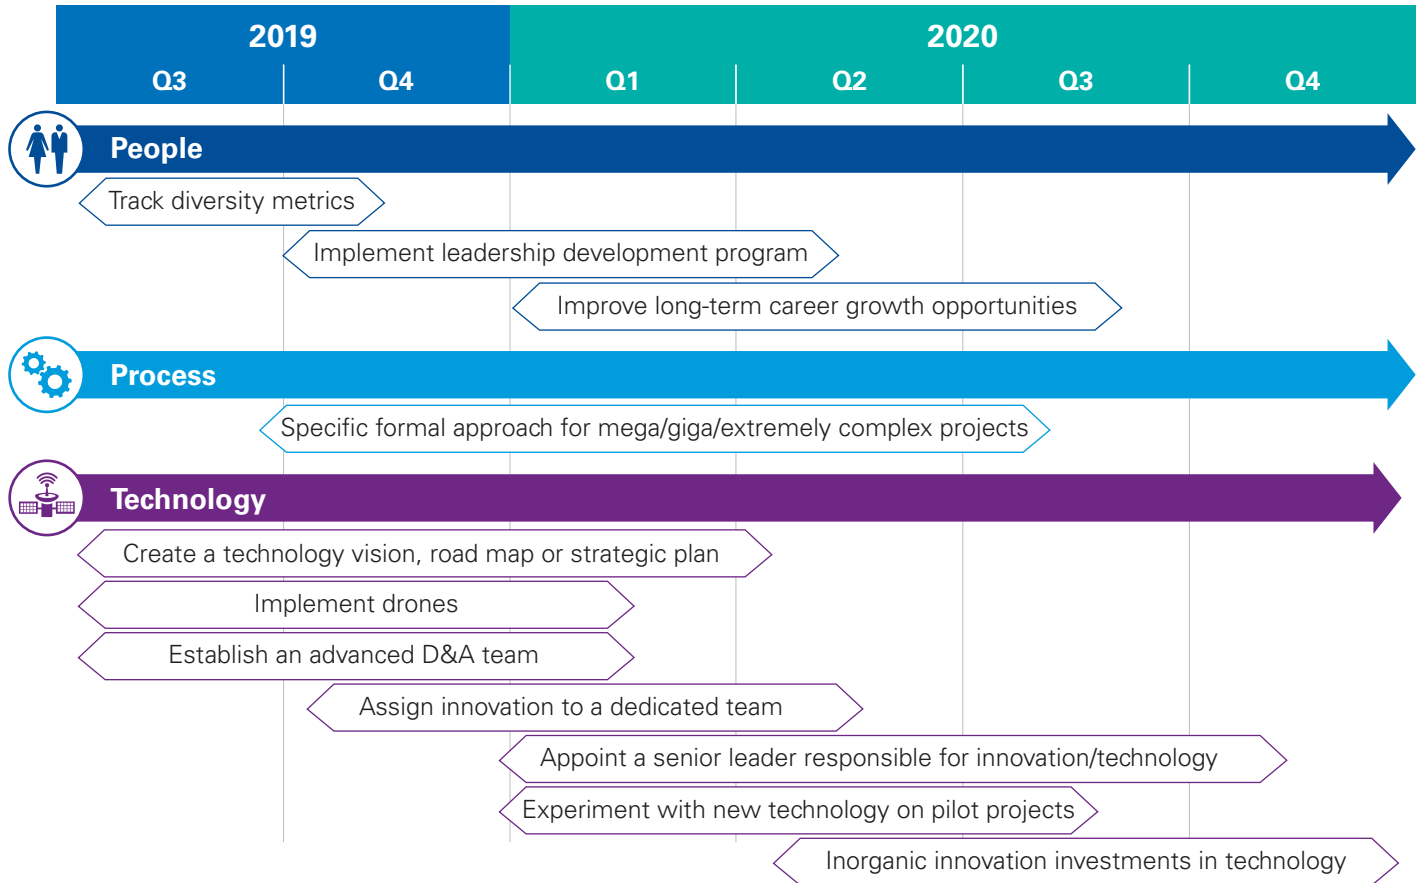 2019 2020
Q3 Q4 Q1 Q2 Q3 Q4
People
Track diversity metrics
Implement leadership development program
Improve long-term career growth opportunities
Process
Specific formal approach for mega/giga/extremely complex projects
Technology
Create a technology vision, road map or strategic plan
Implement drones
Establish an advanced D&A team
Assign innovation to a dedicated team
Appoint a senior leader responsible for innovation/technology
Experiment with new technology on pilot projects
Inorganic innovation investments in technology